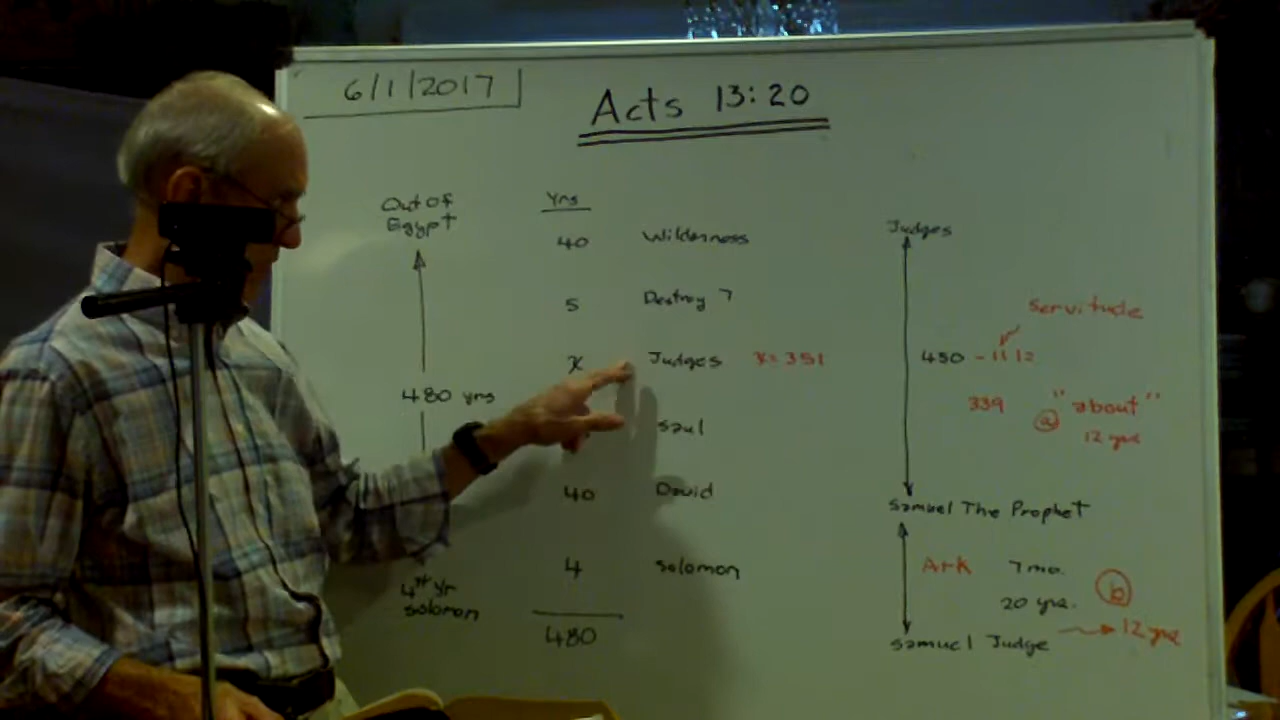 6/1/2017
Acts 13:20
Out Of
Egypt
480 yrs
4th yr
Solomon
Yrs
40 Wilderness
5 Destroy 7
x Judges x=351
Saul
40 David
4 Solomon
480
Judges
servitude
450 - 111
339 "about"
(a) 12 yrs
Samuel The Prophet
Ark 7 mo.
20 yrs. (b)
Samuel Judge → 12 yrs